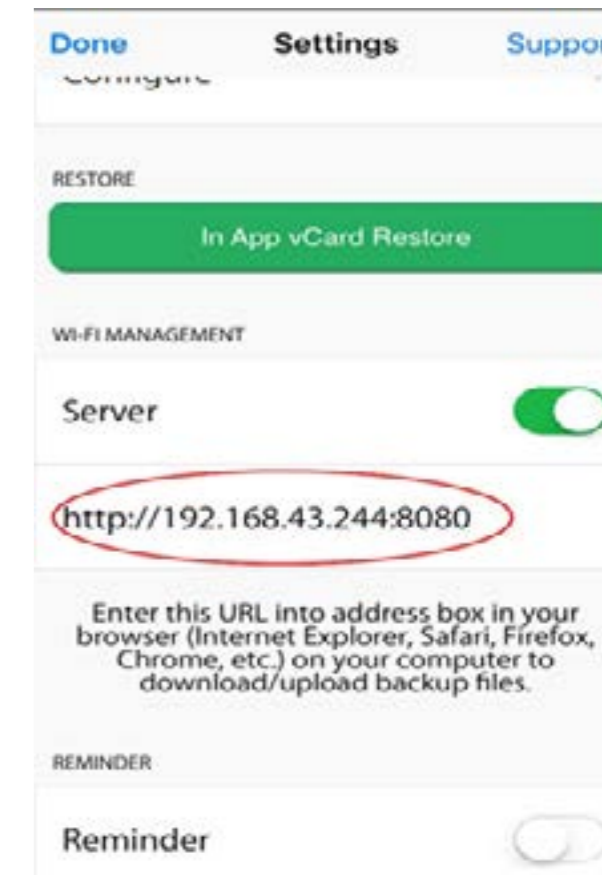 Done Settings Suppor
Configure
RESTORE
In App vCard Restore
WI-FI MANAGEMENT
Server
http://192.168.43.244:8080
Enter this URL into address box in your
browser (Internet Explorer, Safari, Firefox,
Chrome, etc.) on your computer to
download/upload backup files.
REMINDER
Reminder